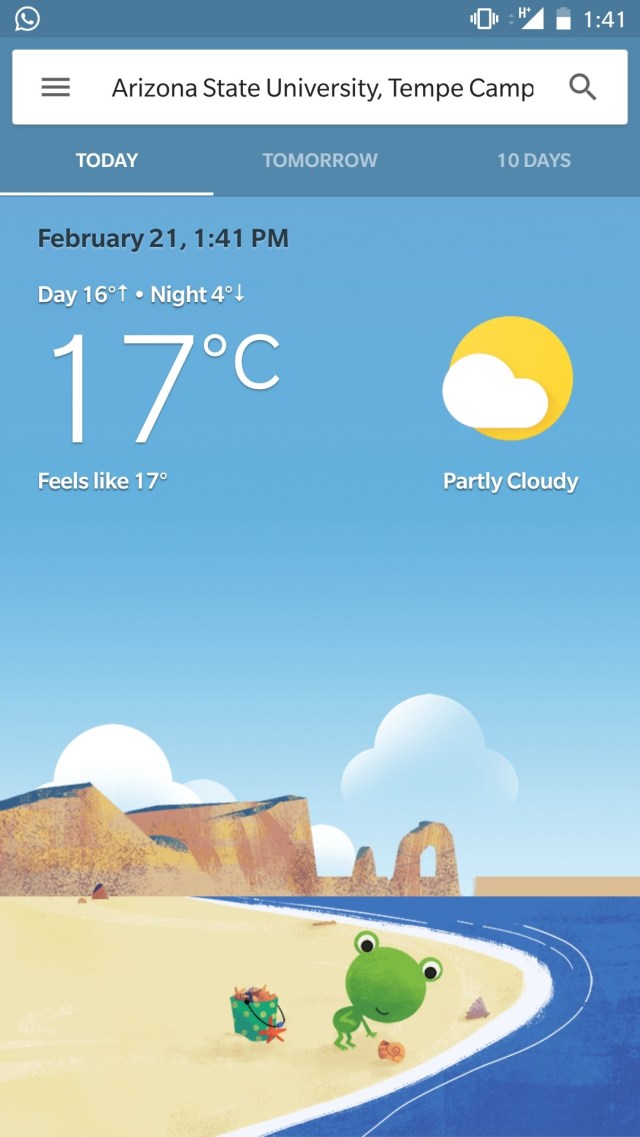 H+ 1:41
Arizona State University, Tempe Camp
TODAY TOMORROW 10 DAYS
February 21, 1:41 PM
Day 16°↑ • Night 4°↓
17°C
Feels like 17°
Partly Cloudy